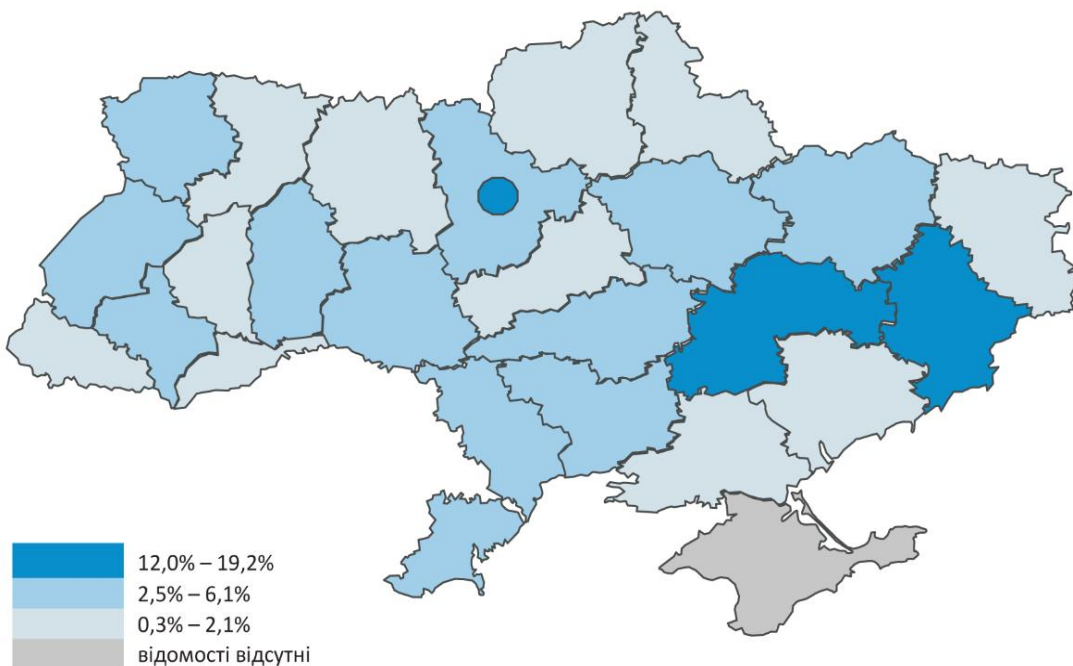 12,0% – 19,2%
2,5% – 6,1%
0,3% – 2,1%
відомості відсутні